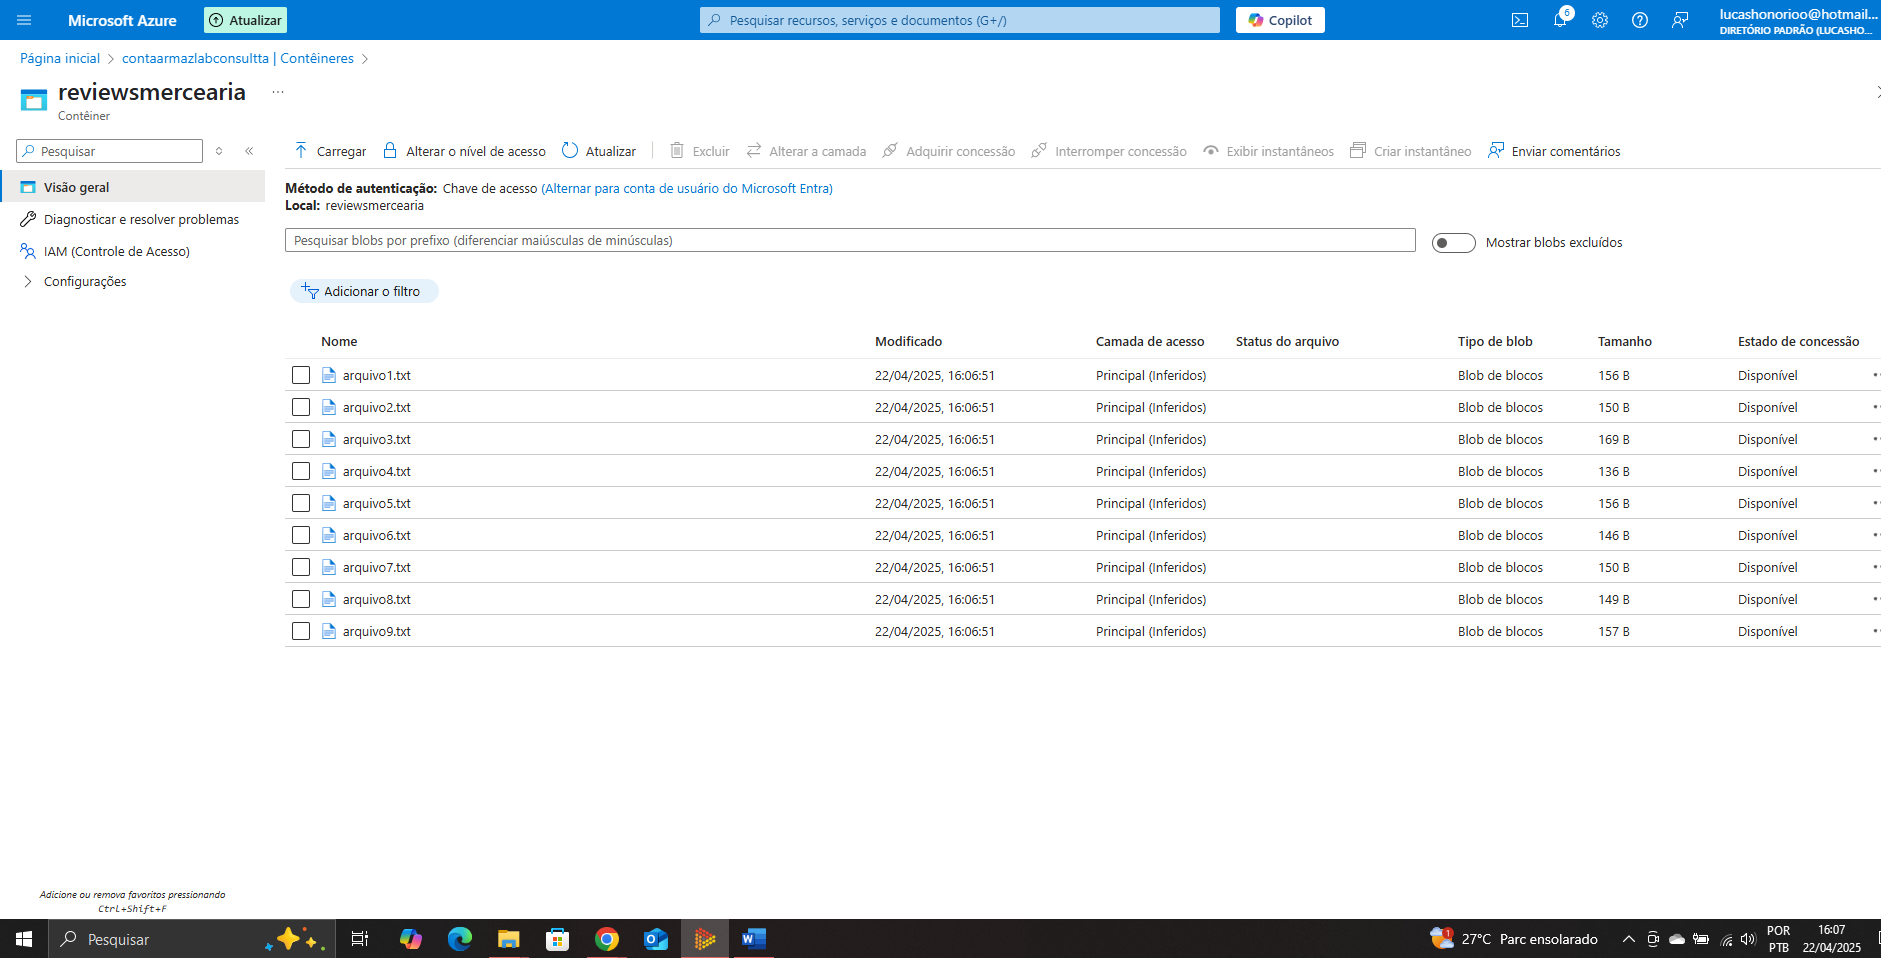 Microsoft Azure
Atualizar
Pesquisar recursos, serviços e documentos (G+/)
Copilot
6
lucashonorioo@hotmail...
DIRETÓRIO PADRÃO (LUCASHO...
Página inicial > contaarmazlabconsultta | Contêineres >
reviewsmercearia ...
Contêiner
Pesquisar
Carregar
Alterar o nível de acesso
Atualizar
Excluir
Alterar a camada
Adquirir concessão
Interromper concessão
Exibir instantâneos
Criar instantâneo
Enviar comentários
Visão geral
Diagnosticar e resolver problemas
IAM (Controle de Acesso)
Configurações
Método de autenticação: Chave de acesso (Alternar para conta de usuário do Microsoft Entra)
Local: reviewsmercearia
Pesquisar blobs por prefixo (diferenciar maiúsculas de minúsculas)
Mostrar blobs excluídos
Adicionar o filtro
Nome Modificado Camada de acesso Status do arquivo Tipo de blob Tamanho Estado de concessão
arquivo1.txt 22/04/2025, 16:06:51 Principal (Inferidos) Blob de blocos 156 B Disponível
arquivo2.txt 22/04/2025, 16:06:51 Principal (Inferidos) Blob de blocos 150 B Disponível
arquivo3.txt 22/04/2025, 16:06:51 Principal (Inferidos) Blob de blocos 169 B Disponível
arquivo4.txt 22/04/2025, 16:06:51 Principal (Inferidos) Blob de blocos 136 B Disponível
arquivo5.txt 22/04/2025, 16:06:51 Principal (Inferidos) Blob de blocos 156 B Disponível
arquivo6.txt 22/04/2025, 16:06:51 Principal (Inferidos) Blob de blocos 146 B Disponível
arquivo7.txt 22/04/2025, 16:06:51 Principal (Inferidos) Blob de blocos 150 B Disponível
arquivo8.txt 22/04/2025, 16:06:51 Principal (Inferidos) Blob de blocos 149 B Disponível
arquivo9.txt 22/04/2025, 16:06:51 Principal (Inferidos) Blob de blocos 157 B Disponível
Adicione ou remova favoritos pressionando
Ctrl+Shift+F
Pesquisar
1
27°C Parc ensolarado
POR
PTB
16:07
22/04/2025